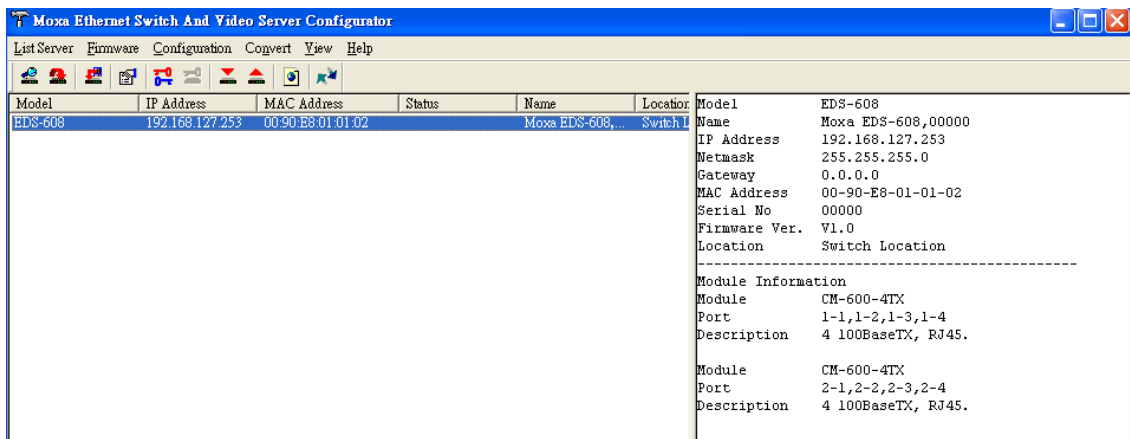 Moxa Ethernet Switch And Video Server Configurator
List Server Firmware Configuration Convert View Help
Model IP Address MAC Address Status Name Location
EDS-608 192.168.127.253 00:90:E8:01:01:02 Moxa EDS-608,... Switch L
Model EDS-608
Name Moxa EDS-608,00000
IP Address 192.168.127.253
Netmask 255.255.255.0
Gateway 0.0.0.0
MAC Address 00-90-E8-01-01-02
Serial No 00000
Firmware Ver. V1.0
Location Switch Location
----------------------------------------------
Module Information
Module CM-600-4TX
Port 1-1,1-2,1-3,1-4
Description 4 100BaseTX, RJ45.
Module CM-600-4TX
Port 2-1,2-2,2-3,2-4
Description 4 100BaseTX, RJ45.